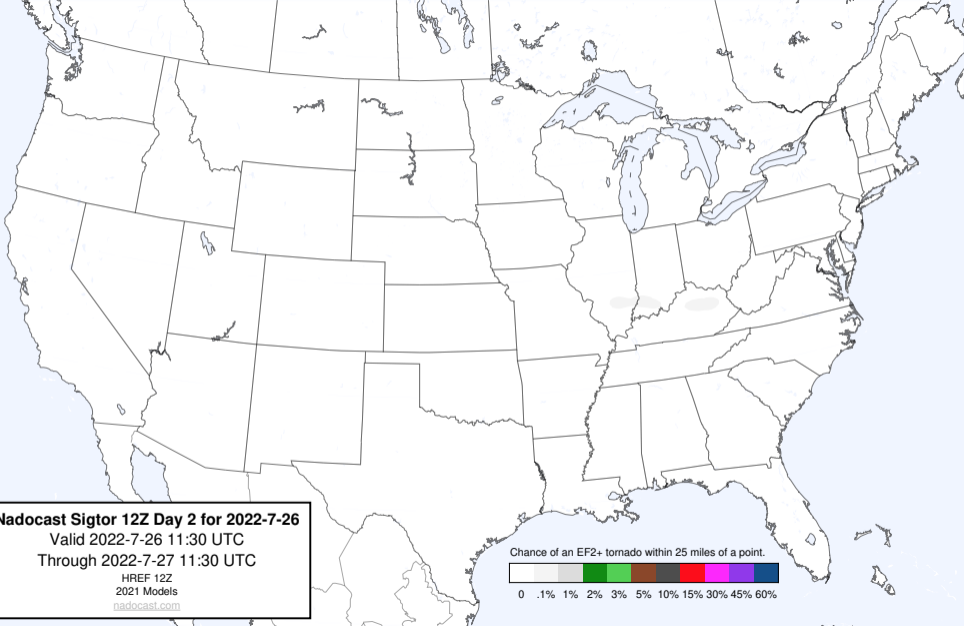 Nadocast Sigtor 12Z Day 2 for 2022-7-26
Valid 2022-7-26 11:30 UTC
Through 2022-7-27 11:30 UTC
HREF 12Z
2021 Models
nadocast.com
Chance of an EF2+ tornado within 25 miles of a point.
0 .1% 1% 2% 3% 5% 10% 15% 30% 45% 60%